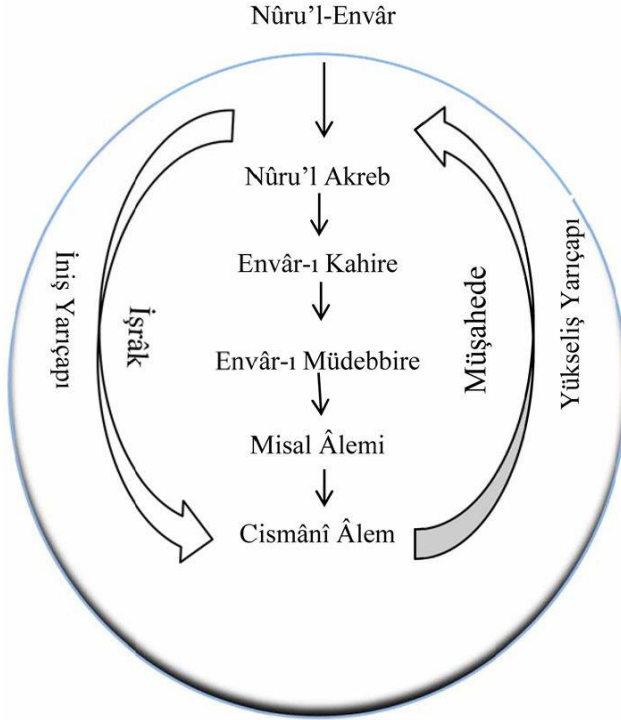 Nûru'l-Envâr
Nûru'l Akreb
Envâr-ı Kahire
Envâr-ı Müdebbire
Misal Âlemi
Cismânî Âlem
İniş Yarıçapı
İşrâk
Müşahede
Yükseliş Yarıçapı